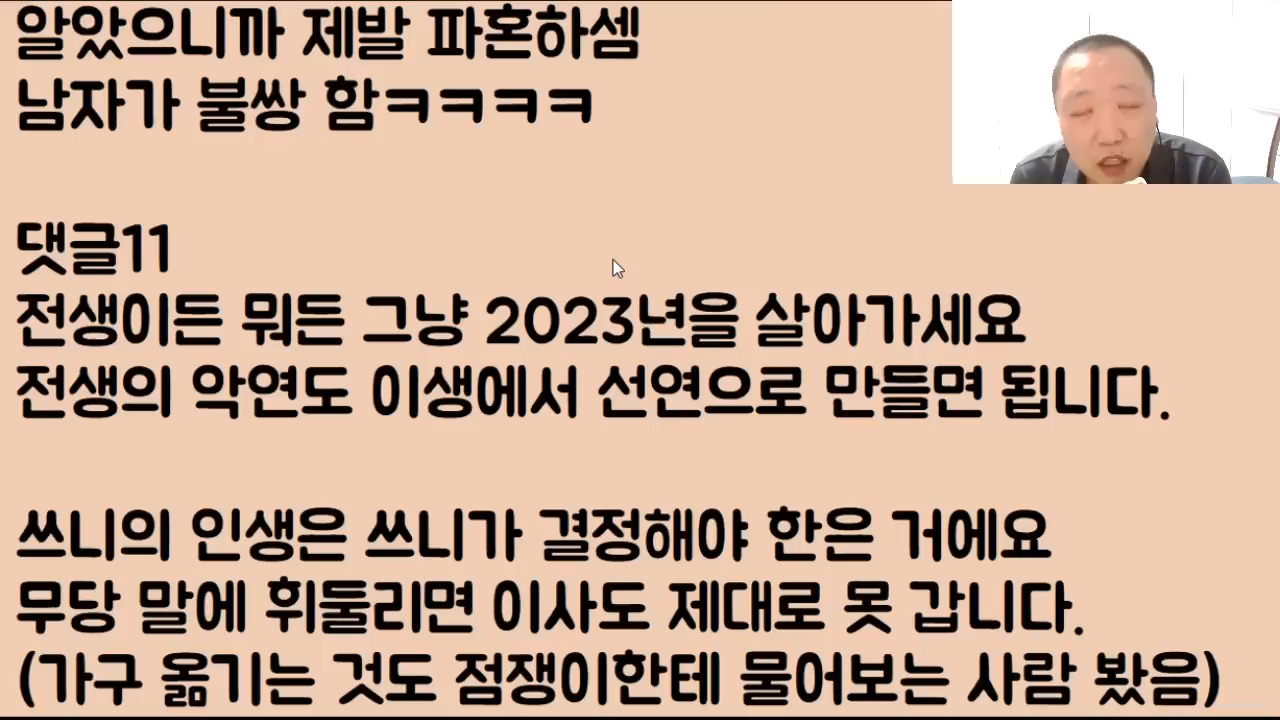 알았으니까 제발 파혼하셈
남자가 불쌍 함ㅋㅋㅋㅋ
댓글11
전생이든 뭐든 그냥 2023년을 살아가세요
전생의 악연도 이생에서 선연으로 만들면 됩니다.
쓰니의 인생은 쓰니가 결정해야 한은 거에요
무당 말에 휘둘리면 이사도 제대로 못 갑니다.
(가구 옮기는 것도 점쟁이한테 물어보는 사람 봤음)